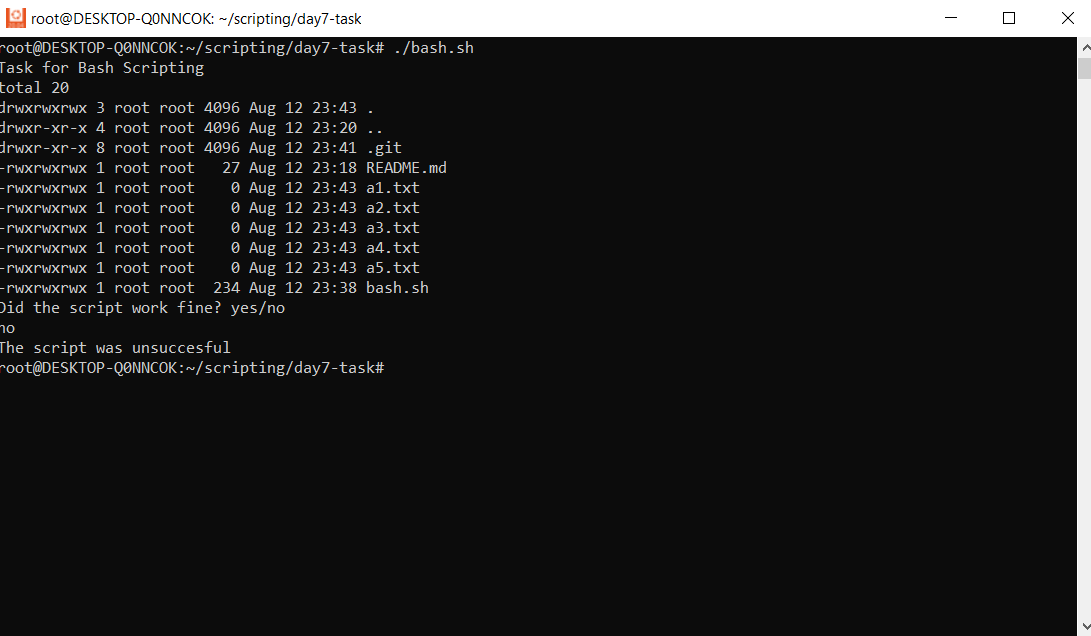 root@DESKTOP-Q0NNCOK: ~/scripting/day7-task
root@DESKTOP-Q0NNCOK:~/scripting/day7-task# ./bash.sh
Task for Bash Scripting
total 20
drwxrwxrwx 3 root root 4096 Aug 12 23:43 .
drwxr-xr-x 4 root root 4096 Aug 12 23:20 ..
drwxr-xr-x 8 root root 4096 Aug 12 23:41 .git
-rwxrwxrwx 1 root root   27 Aug 12 23:18 README.md
-rwxrwxrwx 1 root root    0 Aug 12 23:43 a1.txt
-rwxrwxrwx 1 root root    0 Aug 12 23:43 a2.txt
-rwxrwxrwx 1 root root    0 Aug 12 23:43 a3.txt
-rwxrwxrwx 1 root root    0 Aug 12 23:43 a4.txt
-rwxrwxrwx 1 root root    0 Aug 12 23:43 a5.txt
-rwxrwxrwx 1 root root  234 Aug 12 23:38 bash.sh
Did the script work fine? yes/no
no
The script was unsuccesful
root@DESKTOP-Q0NNCOK:~/scripting/day7-task#